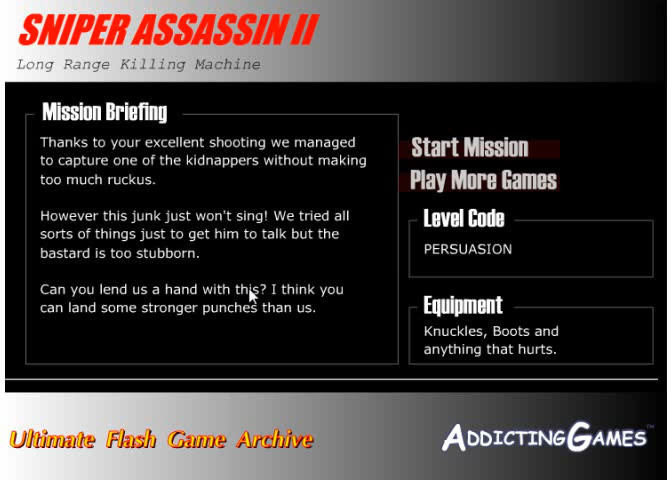 SNIPER ASSASSIN II
Long Range Killing Machine
Mission Briefing
Thanks to your excellent shooting we managed
to capture one of the kidnappers without making
too much ruckus.
However this junk just won't sing! We tried all
sorts of things just to get him to talk but the
bastard is too stubborn.
Can you lend us a hand with this? I think you
can land some stronger punches than us.
Start Mission
Play More Games
Level Code
PERSUASION
Equipment
Knuckles, Boots and
anything that hurts.
Ultimate Flash Game Archive
ADDICTINGGAMES™